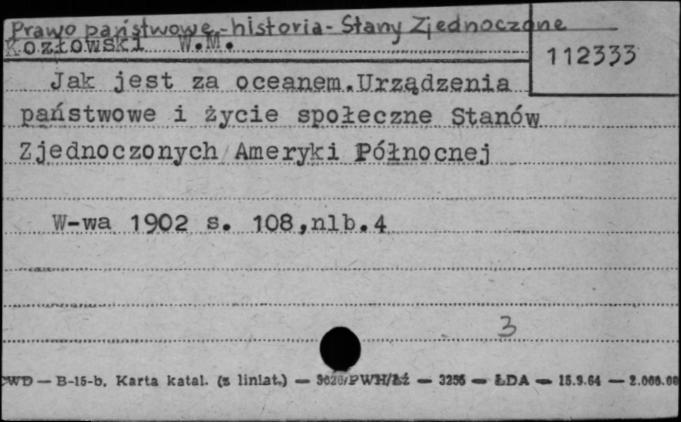 Prawo państwowe - historia - Stany Zjednoczone
Kozłowski W.M.
112333
Jak jest za oceanem.Urządzenia
państwowe i życie społeczne Stanów
Zjednoczonych Ameryki Północnej
W-wa 1902 s. 108,nlb.4
3
CWD — B-15-b. Karta katal. (z liniat.) — PWH/Łź — 3256 — ŁDA — 15.9.64 — 2.000.00